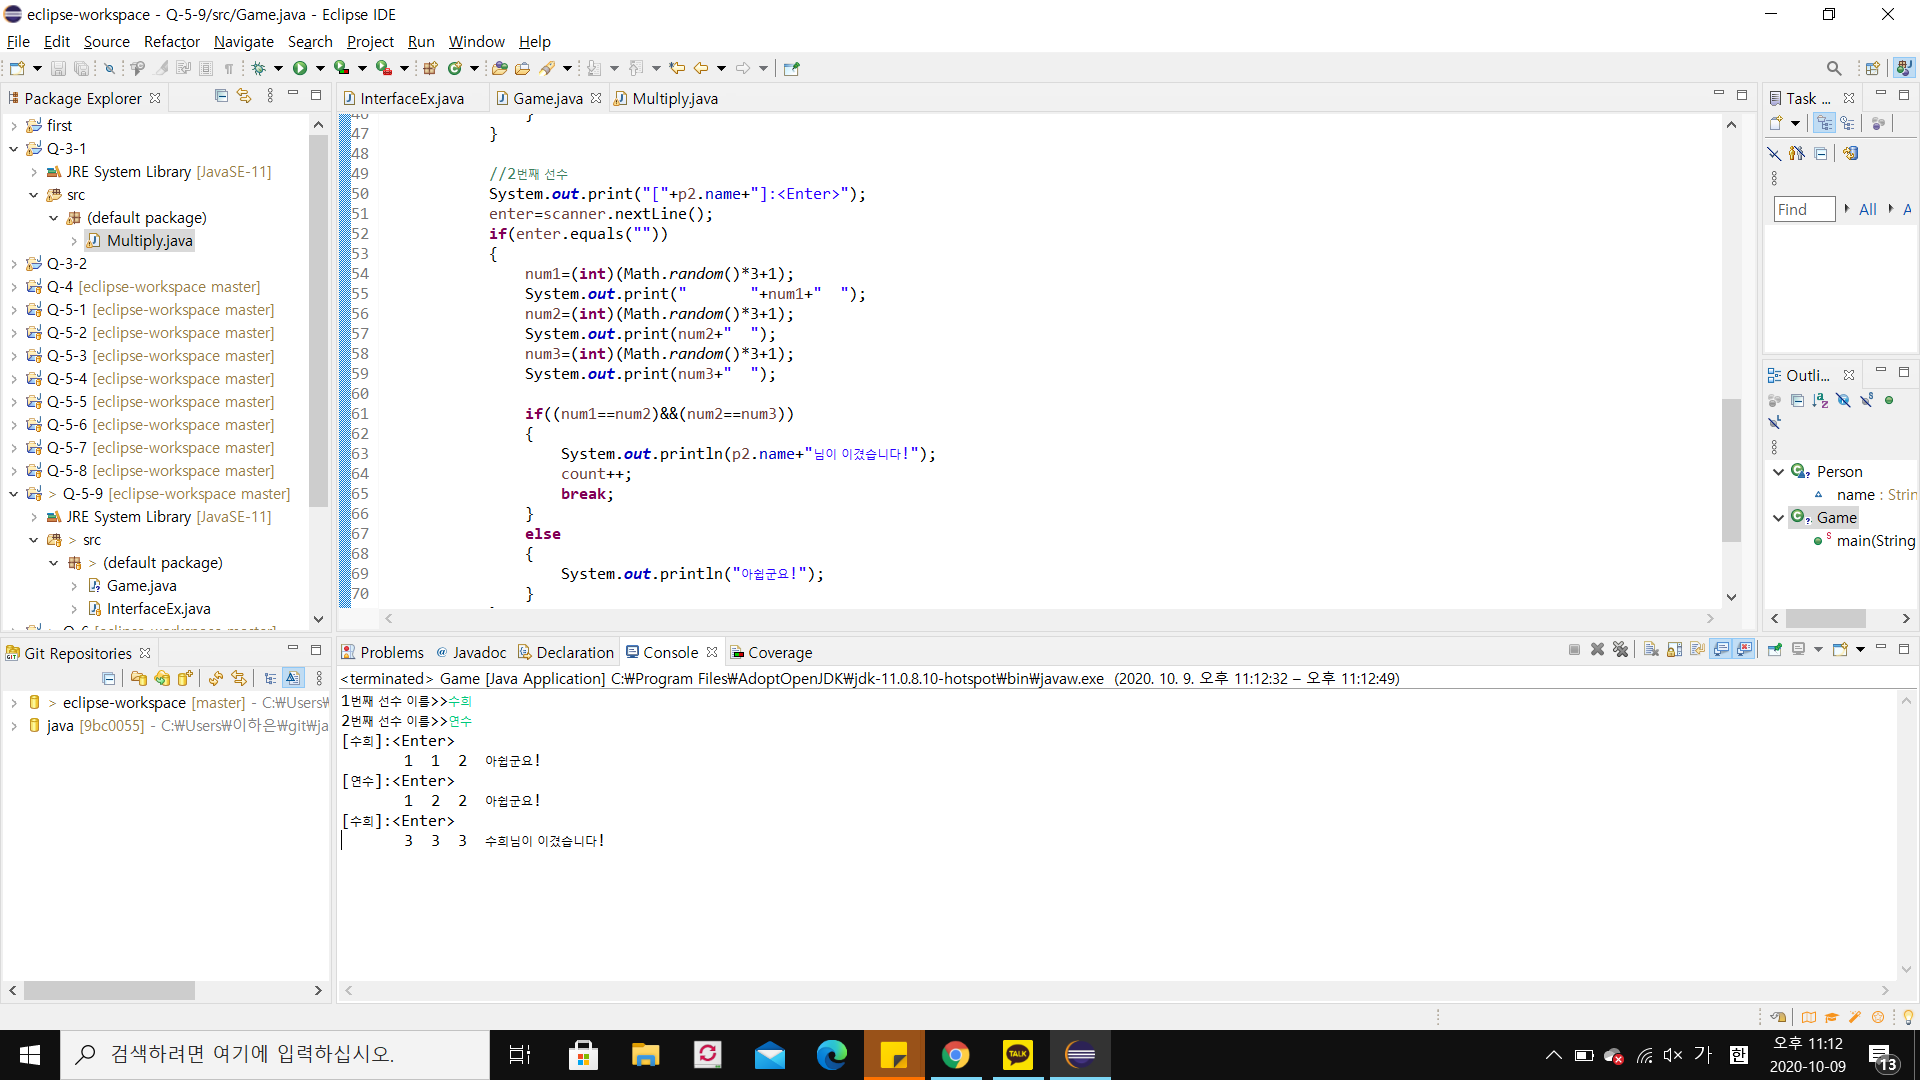 eclipse-workspace - Q-5-9/src/Game.java - Eclipse IDE
File Edit Source Refactor Navigate Search Project Run Window Help
Package Explorer
first
Q-3-1
JRE System Library [JavaSE-11]
src
(default package)
Multiply.java
Q-3-2
Q-4 [eclipse-workspace master]
Q-5-1 [eclipse-workspace master]
Q-5-2 [eclipse-workspace master]
Q-5-3 [eclipse-workspace master]
Q-5-4 [eclipse-workspace master]
Q-5-5 [eclipse-workspace master]
Q-5-6 [eclipse-workspace master]
Q-5-7 [eclipse-workspace master]
Q-5-8 [eclipse-workspace master]
> Q-5-9 [eclipse-workspace master]
JRE System Library [JavaSE-11]
> src
> (default package)
Game.java
InterfaceEx.java
Git Repositories
> eclipse-workspace [master] - C:₩Users₩
java [9bc0055] - C:₩Users₩이하은₩git₩ja
InterfaceEx.java Game.java Multiply.java
46 }
47 }
48
49 //2번째 선수
50 System.out.print("["+p2.name+"]:<Enter>");
51 enter=scanner.nextLine();
52 if(enter.equals(""))
53 {
54 num1=(int)(Math.random()*3+1);
55 System.out.print("       "+num1+"  ");
56 num2=(int)(Math.random()*3+1);
57 System.out.print(num2+"  ");
58 num3=(int)(Math.random()*3+1);
59 System.out.print(num3+"  ");
60
61 if((num1==num2)&&(num2==num3))
62 {
63 System.out.println(p2.name+"님이 이겼습니다!");
64 count++;
65 break;
66 }
67 else
68 {
69 System.out.println("아쉽군요!");
70 }
Task ...
Find All A
Outli...
Person
name : Strin
Game
main(String
Problems @ Javadoc Declaration Console Coverage
<terminated> Game [Java Application] C:₩Program Files₩AdoptOpenJDK₩jdk-11.0.8.10-hotspot₩bin₩javaw.exe (2020. 10. 9. 오후 11:12:32 – 오후 11:12:49)
1번째 선수 이름>>수희
2번째 선수 이름>>연수
[수희]:<Enter>
1 1 2 아쉽군요!
[연수]:<Enter>
1 2 2 아쉽군요!
[수희]:<Enter>
3 3 3 수희님이 이겼습니다!
검색하려면 여기에 입력하십시오.
TALK
가 한
오후 11:12
2020-10-09
13